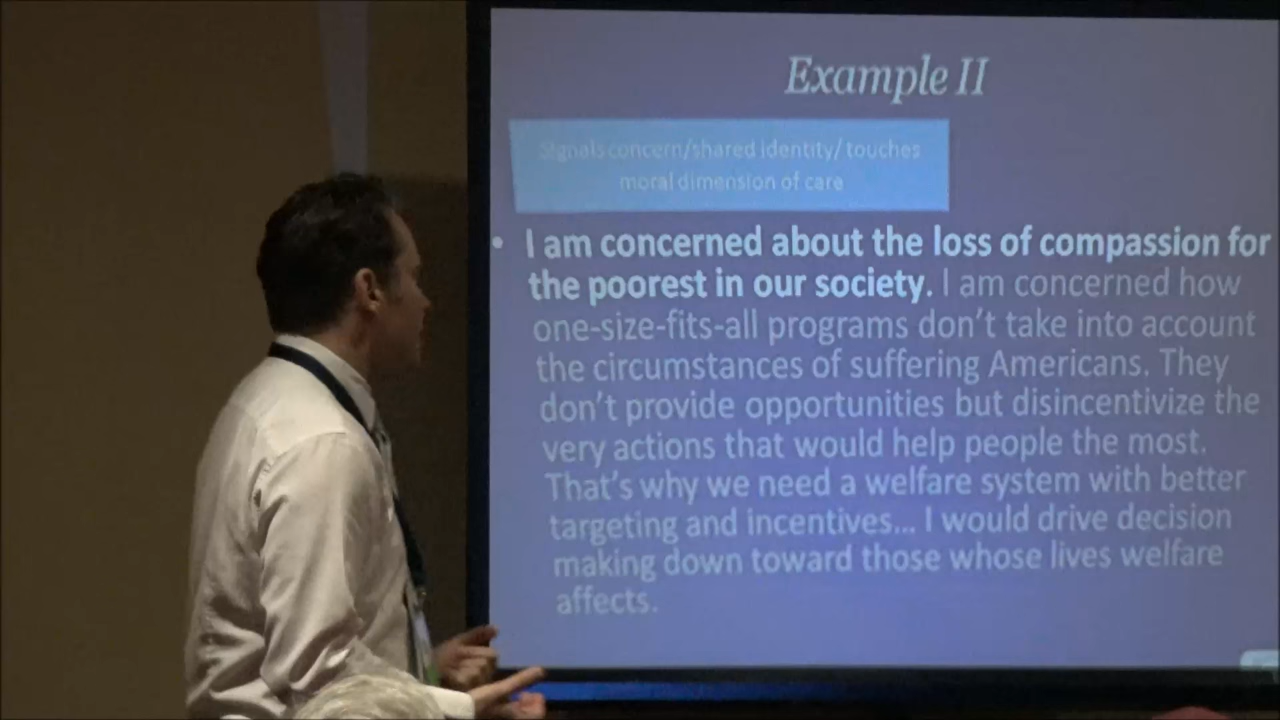 Example II
Signals concern/shared identity/ touches
moral dimension of care
• I am concerned about the loss of compassion for
the poorest in our society. I am concerned how
one-size-fits-all programs don't take into account
the circumstances of suffering Americans. They
don't provide opportunities but disincentivize the
very actions that would help people the most.
That's why we need a welfare system with better
targeting and incentives... I would drive decision
making down toward those whose lives welfare
affects.